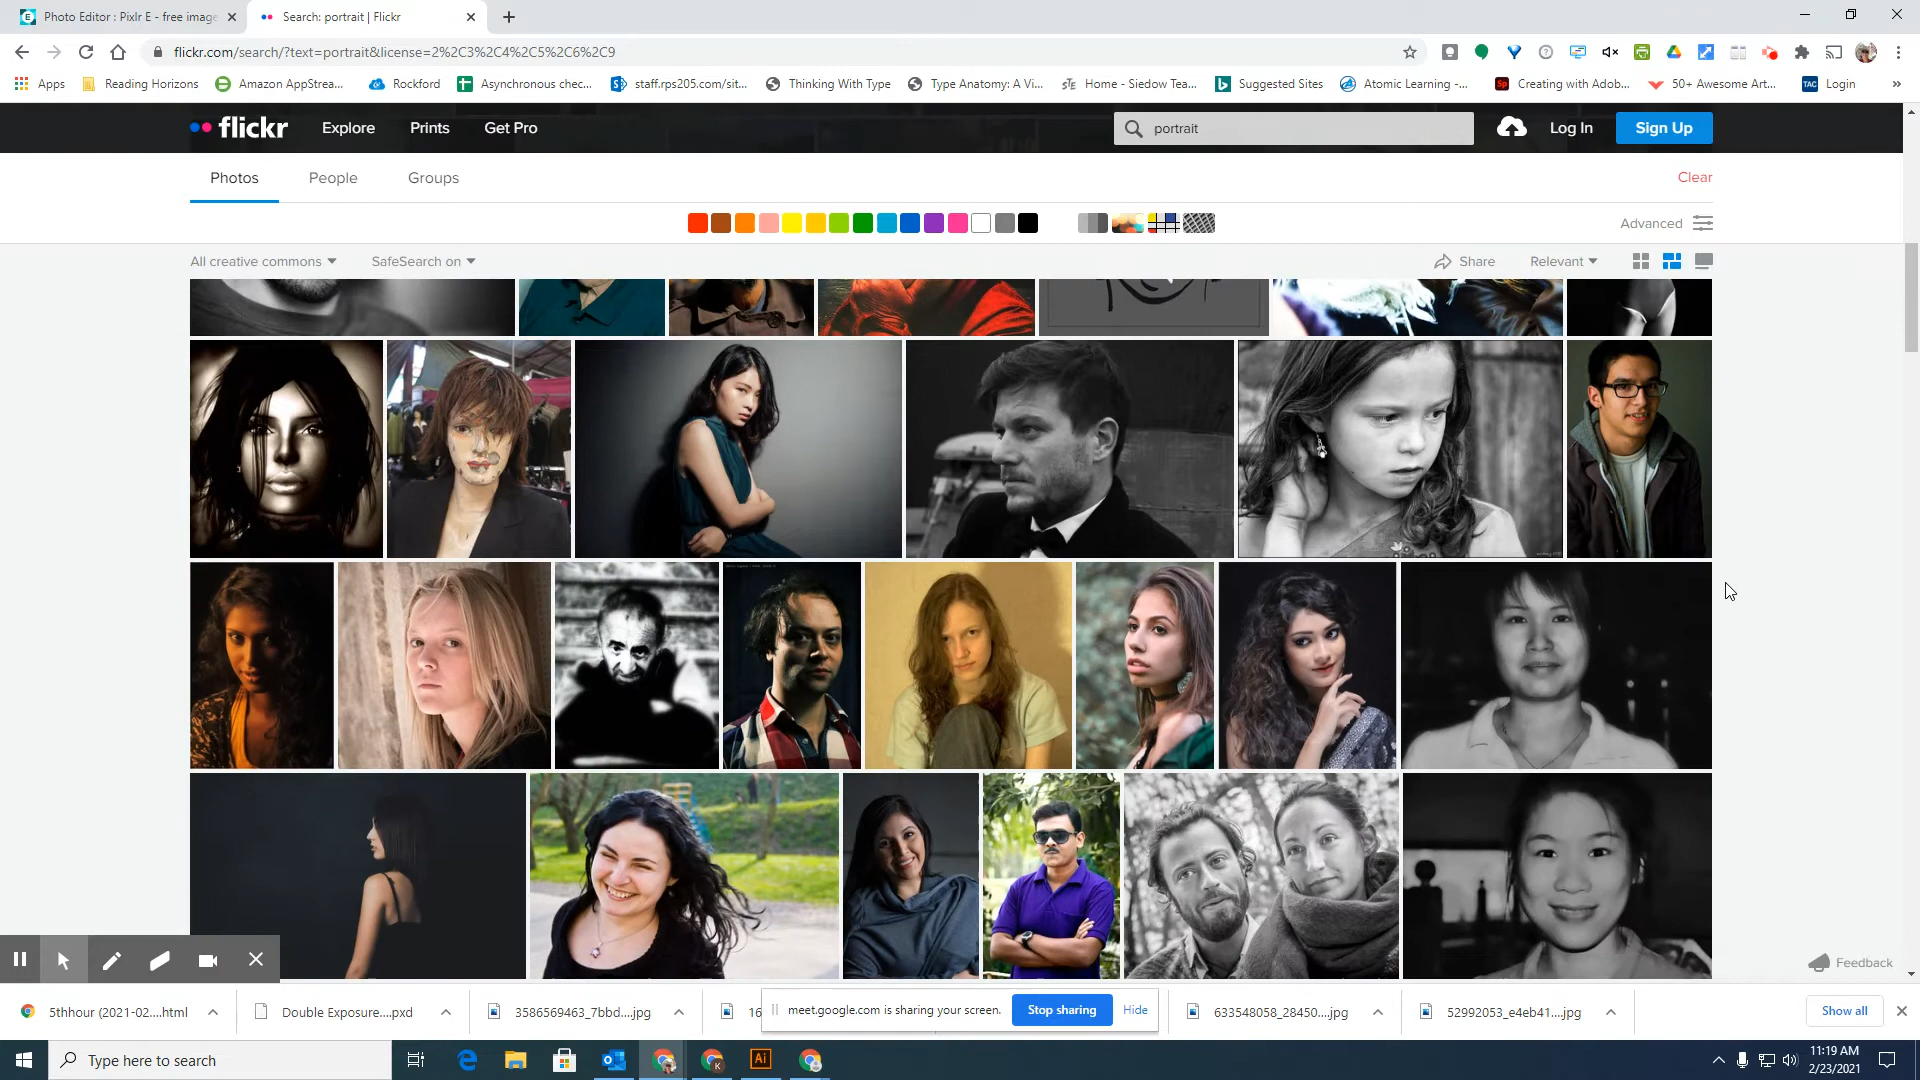 Photo Editor : Pixlr E - free image
Search: portrait | Flickr
flickr.com/search/?text=portrait&license=2%2C3%2C4%2C5%2C6%2C9
Apps
Reading Horizons
Amazon AppStrea...
Rockford
Asynchronous chec...
staff.rps205.com/sit...
Thinking With Type
Type Anatomy: A Vi...
Home - Siedow Tea...
Suggested Sites
Atomic Learning -...
Creating with Adob...
50+ Awesome Art...
TAC
Login
»
flickr
Explore
Prints
Get Pro
portrait
Log In
Sign Up
Photos
People
Groups
Clear
Advanced
All creative commons
SafeSearch on
Share
Relevant
Feedback
5thhour (2021-02....html
Double Exposure....pxd
3586569463_7bbd....jpg
16
meet.google.com is sharing your screen.
Stop sharing
Hide
633548058_28450....jpg
52992053_e4eb41....jpg
Show all
Type here to search
Ai
K
11:19 AM
2/23/2021